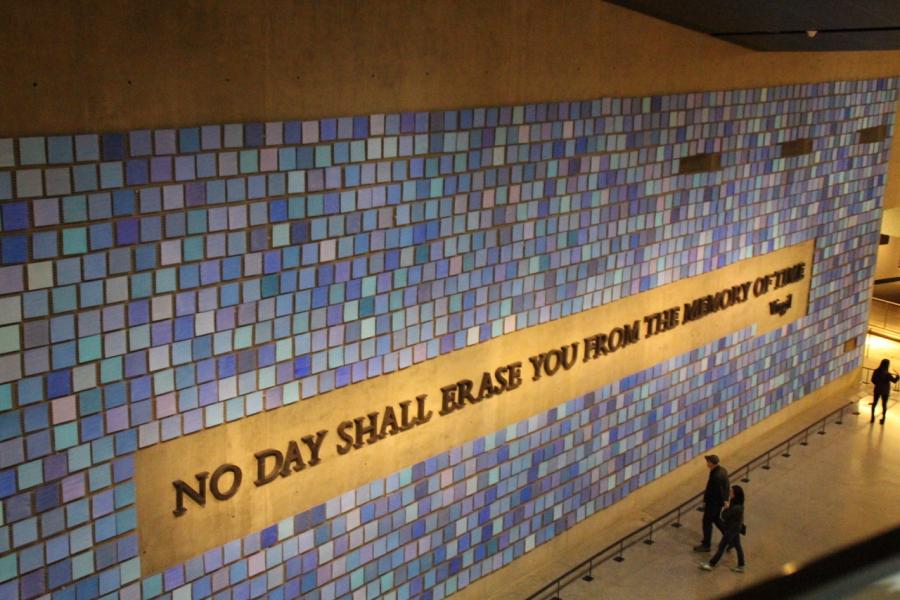 NO DAY SHALL ERASE YOU FROM THE MEMORY OF TIME
Virgil